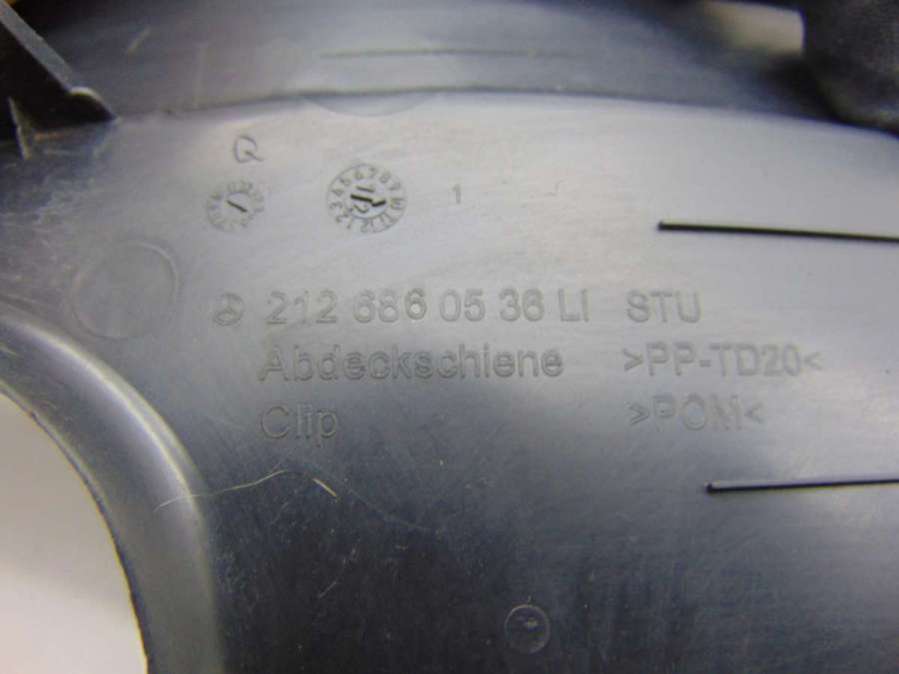 Q
1
212 686 05 36 LI STU
Abdeckschiene >PP-TD20<
Clip >POM<